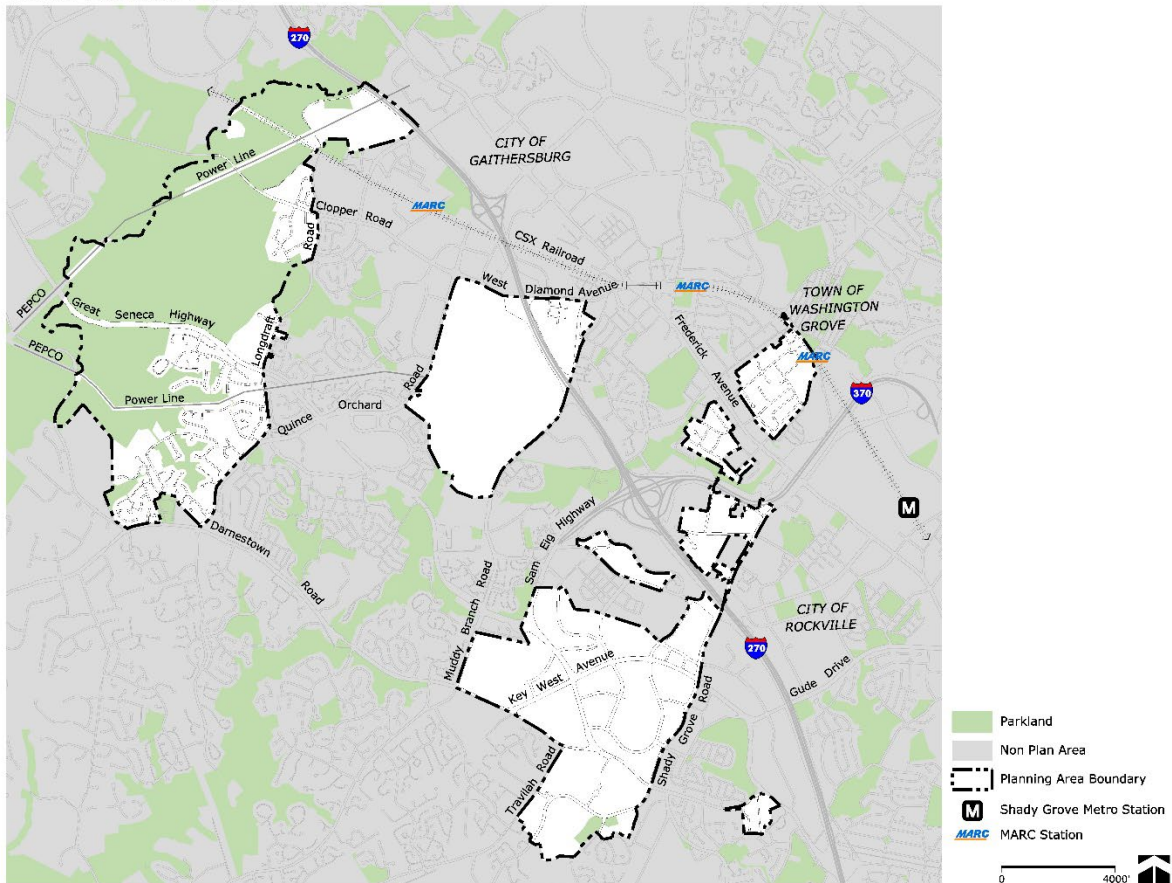 270
CITY OF
GAITHERSBURG
Power Line
Clopper Road
MARC
Road
CSX Railroad
West Diamond Avenue
MARC
TOWN OF
WASHINGTON
GROVE
PEPCO
Great Seneca Highway
Longdraft
Frederick Avenue
MARC
PEPCO
370
Power Line
Road
Quince Orchard
M
Darnestown Road
Sam Eig Highway
Muddy Branch Road
CITY OF
ROCKVILLE
270
Key West Avenue
Gude Drive
Shady Grove Road
Travilah Road
Parkland
Non Plan Area
Planning Area Boundary
M Shady Grove Metro Station
MARC MARC Station
0 4000'